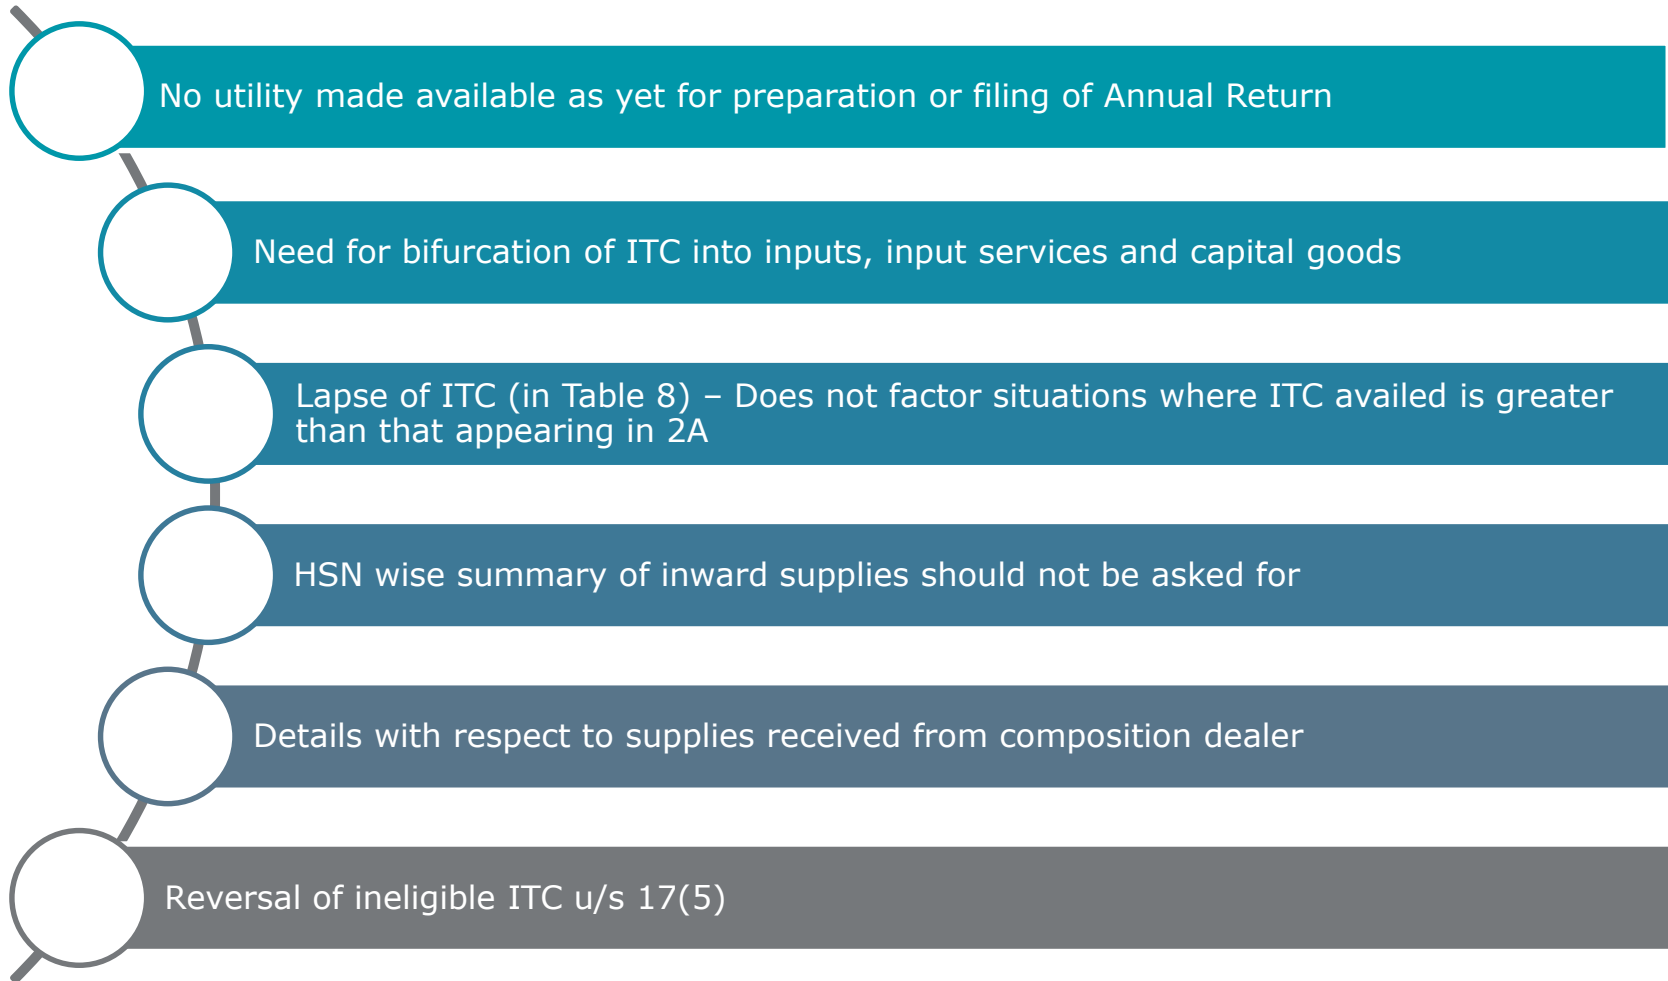 No utility made available as yet for preparation or filing of Annual Return
Need for bifurcation of ITC into inputs, input services and capital goods
Lapse of ITC (in Table 8) – Does not factor situations where ITC availed is greater
than that appearing in 2A
HSN wise summary of inward supplies should not be asked for
Details with respect to supplies received from composition dealer
Reversal of ineligible ITC u/s 17(5)